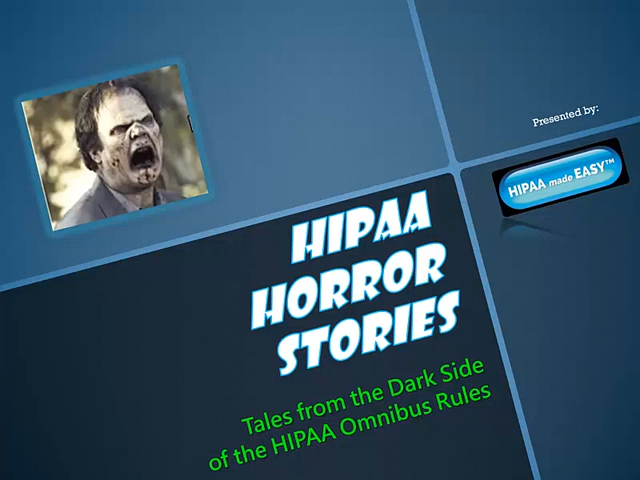 Presented by:
HIPAA made EASY™
HIPAA
HORROR
STORIES
Tales from the Dark Side
of the HIPAA Omnibus Rules